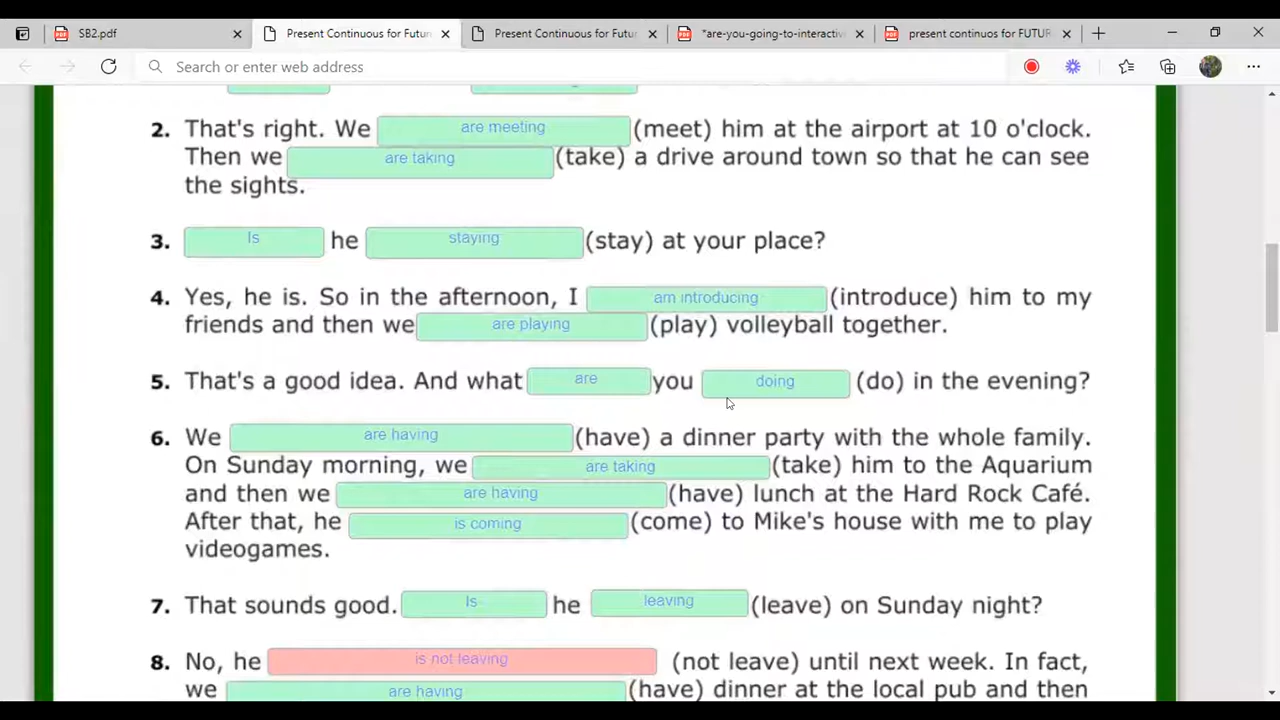 SB2.pdf
Present Continuous for Futur
Present Continuous for Futur
*are-you-going-to-interactiv
present continuos for FUTUR
Search or enter web address
2. That's right. We are meeting (meet) him at the airport at 10 o'clock.
Then we are taking (take) a drive around town so that he can see
the sights.
3. Is he staying (stay) at your place?
4. Yes, he is. So in the afternoon, I am introducing (introduce) him to my
friends and then we are playing (play) volleyball together.
5. That's a good idea. And what are you doing (do) in the evening?
6. We are having (have) a dinner party with the whole family.
On Sunday morning, we are taking (take) him to the Aquarium
and then we are having (have) lunch at the Hard Rock Café.
After that, he is coming (come) to Mike's house with me to play
videogames.
7. That sounds good. Is he leaving (leave) on Sunday night?
8. No, he is not leaving (not leave) until next week. In fact,
we are having (have) dinner at the local pub and then